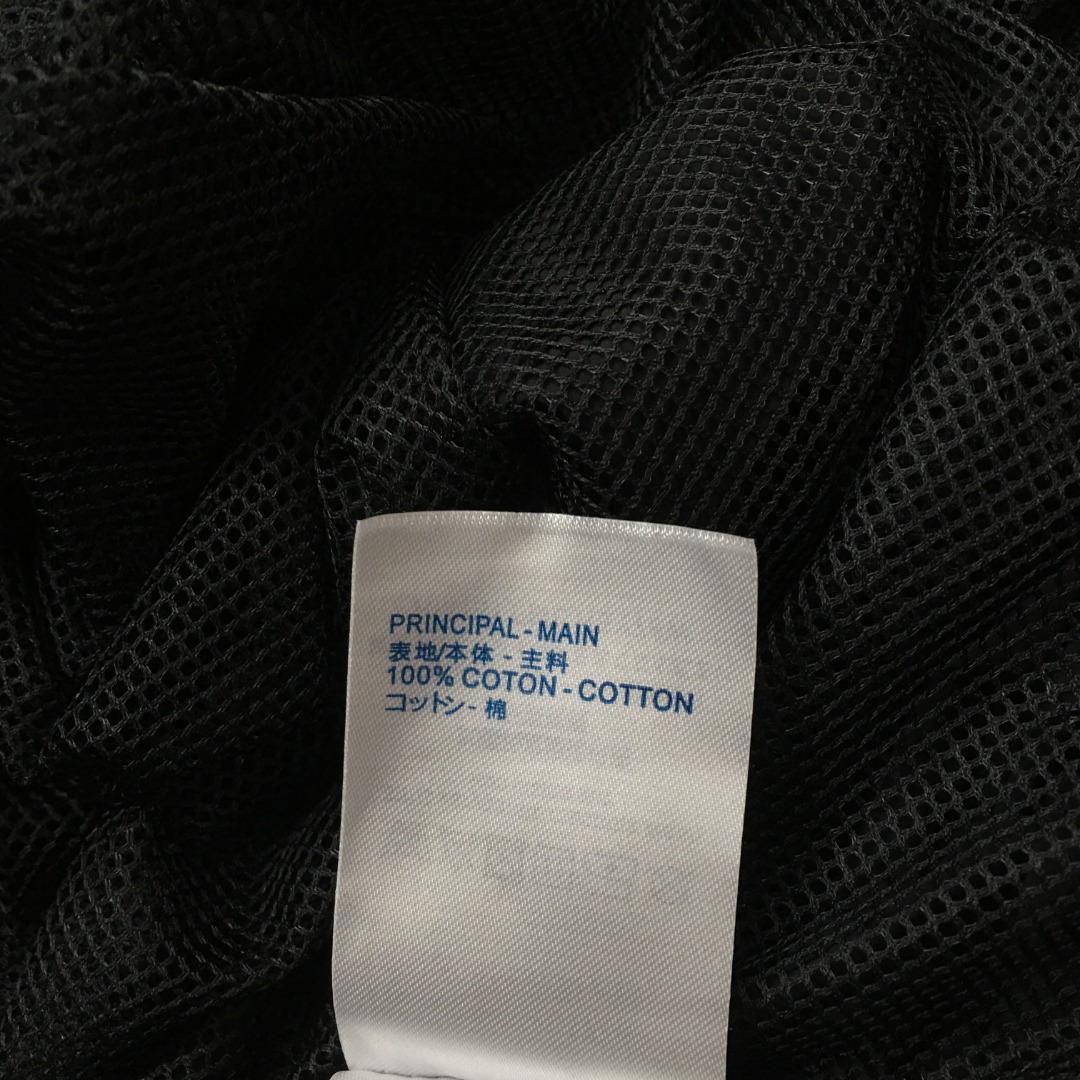 PRINCIPAL - MAIN
表地/本体 - 主料
100% COTON - COTTON
コットン - 棉